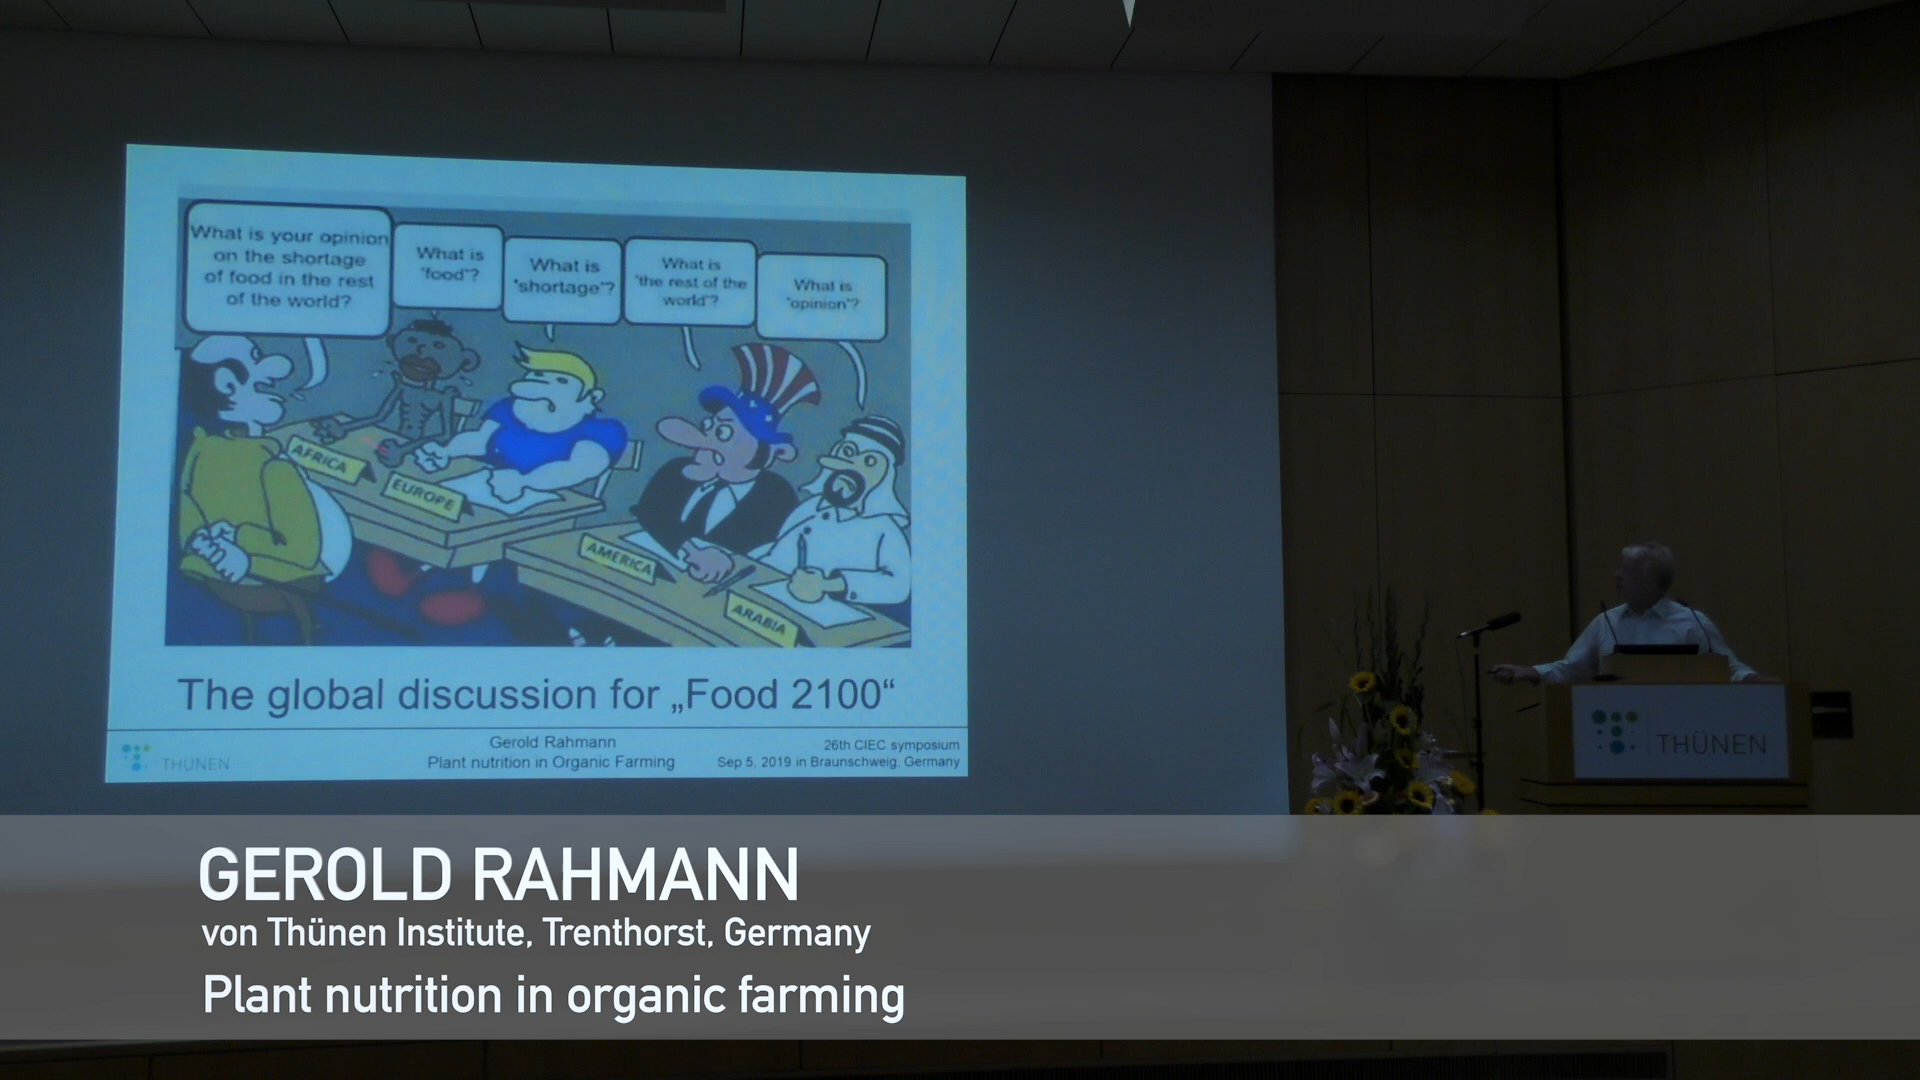 What is your opinion
on the shortage
of food in the rest
of the world?
What is
'food'?
What is
'shortage'?
What is
'the rest of the
world'?
What is
'opinion'?
AFRICA
EUROPE
AMERICA
ARABIA
The global discussion for „Food 2100“
THÜNEN
Gerold Rahmann
Plant nutrition in Organic Farming
26th CIEC symposium
Sep 5, 2019 in Braunschweig, Germany
THÜNEN
GEROLD RAHMANN
von Thünen Institute, Trenthorst, Germany
Plant nutrition in organic farming